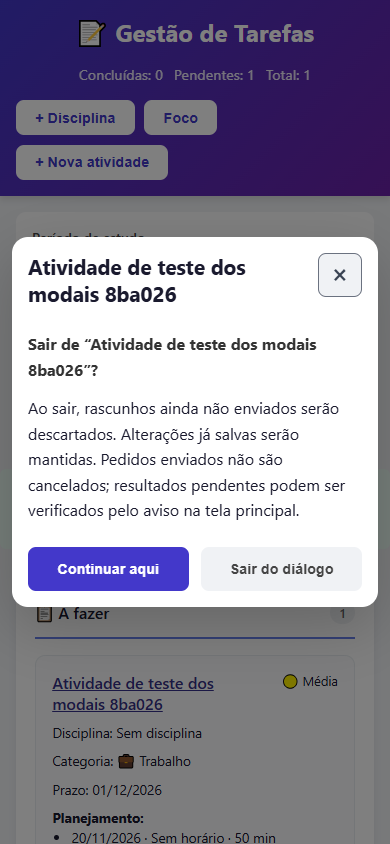 📝 Gestão de Tarefas
Concluídas: 0 Pendentes: 1 Total: 1
+ Disciplina
Foco
+ Nova atividade
Período de estudo
Atividade de teste dos
modais 8ba026
×
Sair de “Atividade de teste dos modais
8ba026”?
Ao sair, rascunhos ainda não enviados serão
descartados. Alterações já salvas serão
mantidas. Pedidos enviados não são
cancelados; resultados pendentes podem ser
verificados pelo aviso na tela principal.
Continuar aqui
Sair do diálogo
📋 A fazer
1
Atividade de teste dos
modais 8ba026
🟡 Média
Disciplina: Sem disciplina
Categoria: 💼 Trabalho
Prazo: 01/12/2026
Planejamento:
• 20/11/2026 · Sem horário · 50 min